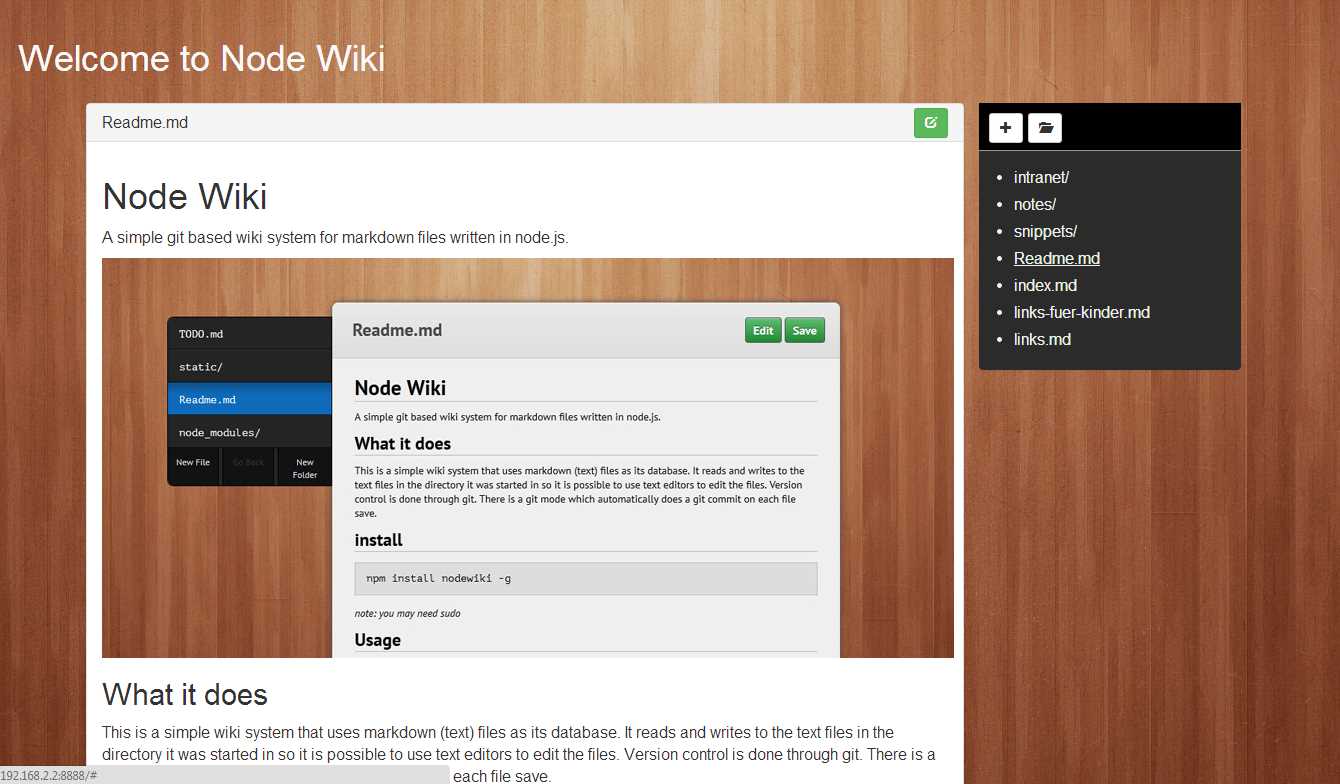 Welcome to Node Wiki
Readme.md
Node Wiki
A simple git based wiki system for markdown files written in node.js.
TODO.md
static/
Readme.md
node_modules/
New File
Go Back
New
Folder
Readme.md
Edit
Save
Node Wiki
A simple git based wiki system for markdown files written in node.js.
What it does
This is a simple wiki system that uses markdown (text) files as its database. It reads and writes to the
text files in the directory it was started in so it is possible to use text editors to edit the files. Version
control is done through git. There is a git mode which automatically does a git commit on each file
save.
install
npm install nodewiki -g
note: you may need sudo
Usage
What it does
This is a simple wiki system that uses markdown (text) files as its database. It reads and writes to the text files in the
directory it was started in so it is possible to use text editors to edit the files. Version control is done through git. There is a
each file save.
intranet/
notes/
snippets/
Readme.md
index.md
links-fuer-kinder.md
links.md
192.168.2.2:8888/#